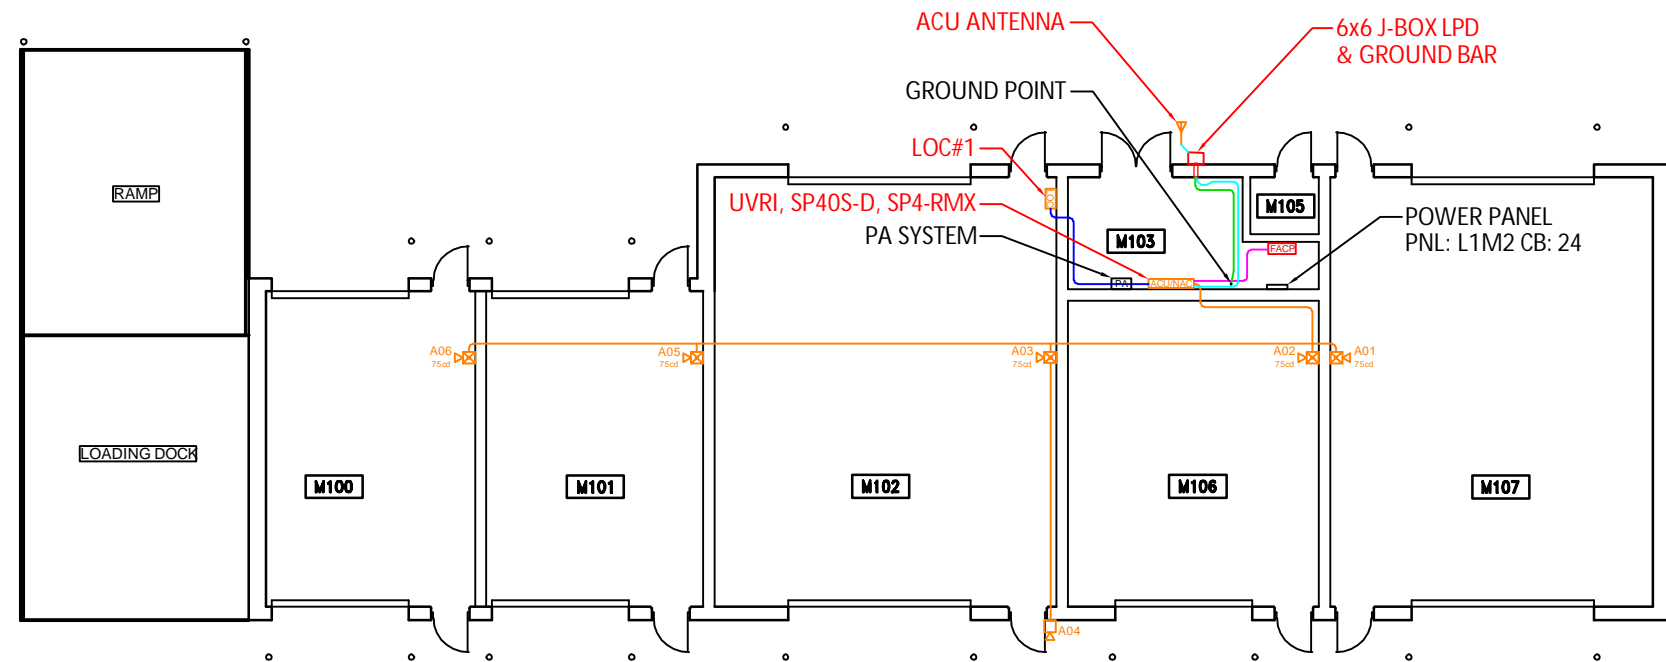 ACU ANTENNA
6x6 J-BOX LPD
& GROUND BAR
GROUND POINT
LOC#1
UVRI, SP40S-D, SP4-RMX
PA SYSTEM
POWER PANEL
PNL: L1M2 CB: 24
RAMP
LOC
M103
M105
FACP
PA
ACU/NAC
A06
75cd
A05
75cd
A03
75cd
A02
75cd
A01
75cd
LOADING DOCK
M100
M101
M102
M106
M107
A04